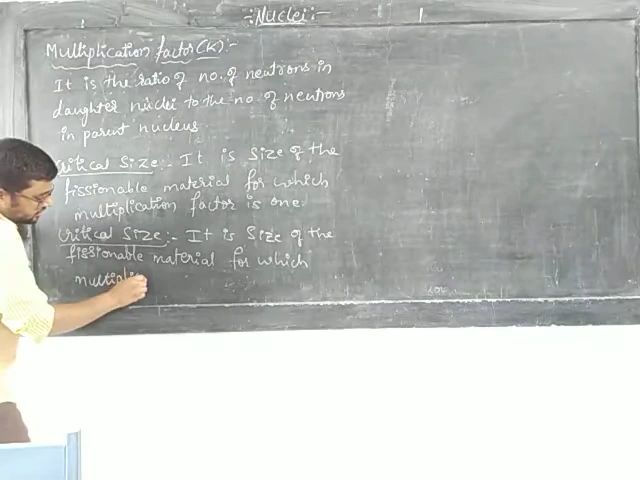 :- Nuclei :-
Multiplication factor (K) :-
It is the ratio of no. of neutrons in
daughter nuclei to the no. of neutrons
in parent nucleus.
Critical Size :- It is Size of the
fissionable material for which
multiplication factor is one.
Critical Size :- It is Size of the
fissionable material for which
multipli